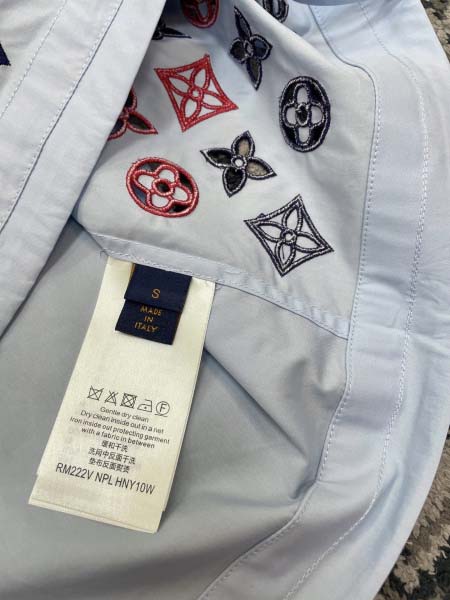 S
MADE
IN
ITALY
Gentle dry clean
Dry clean inside out in a net
Iron inside out protecting garment
with a fabric in between
缓和干洗
洗网中反面干洗
垫布反面熨烫
RM222V NPL HNY10W